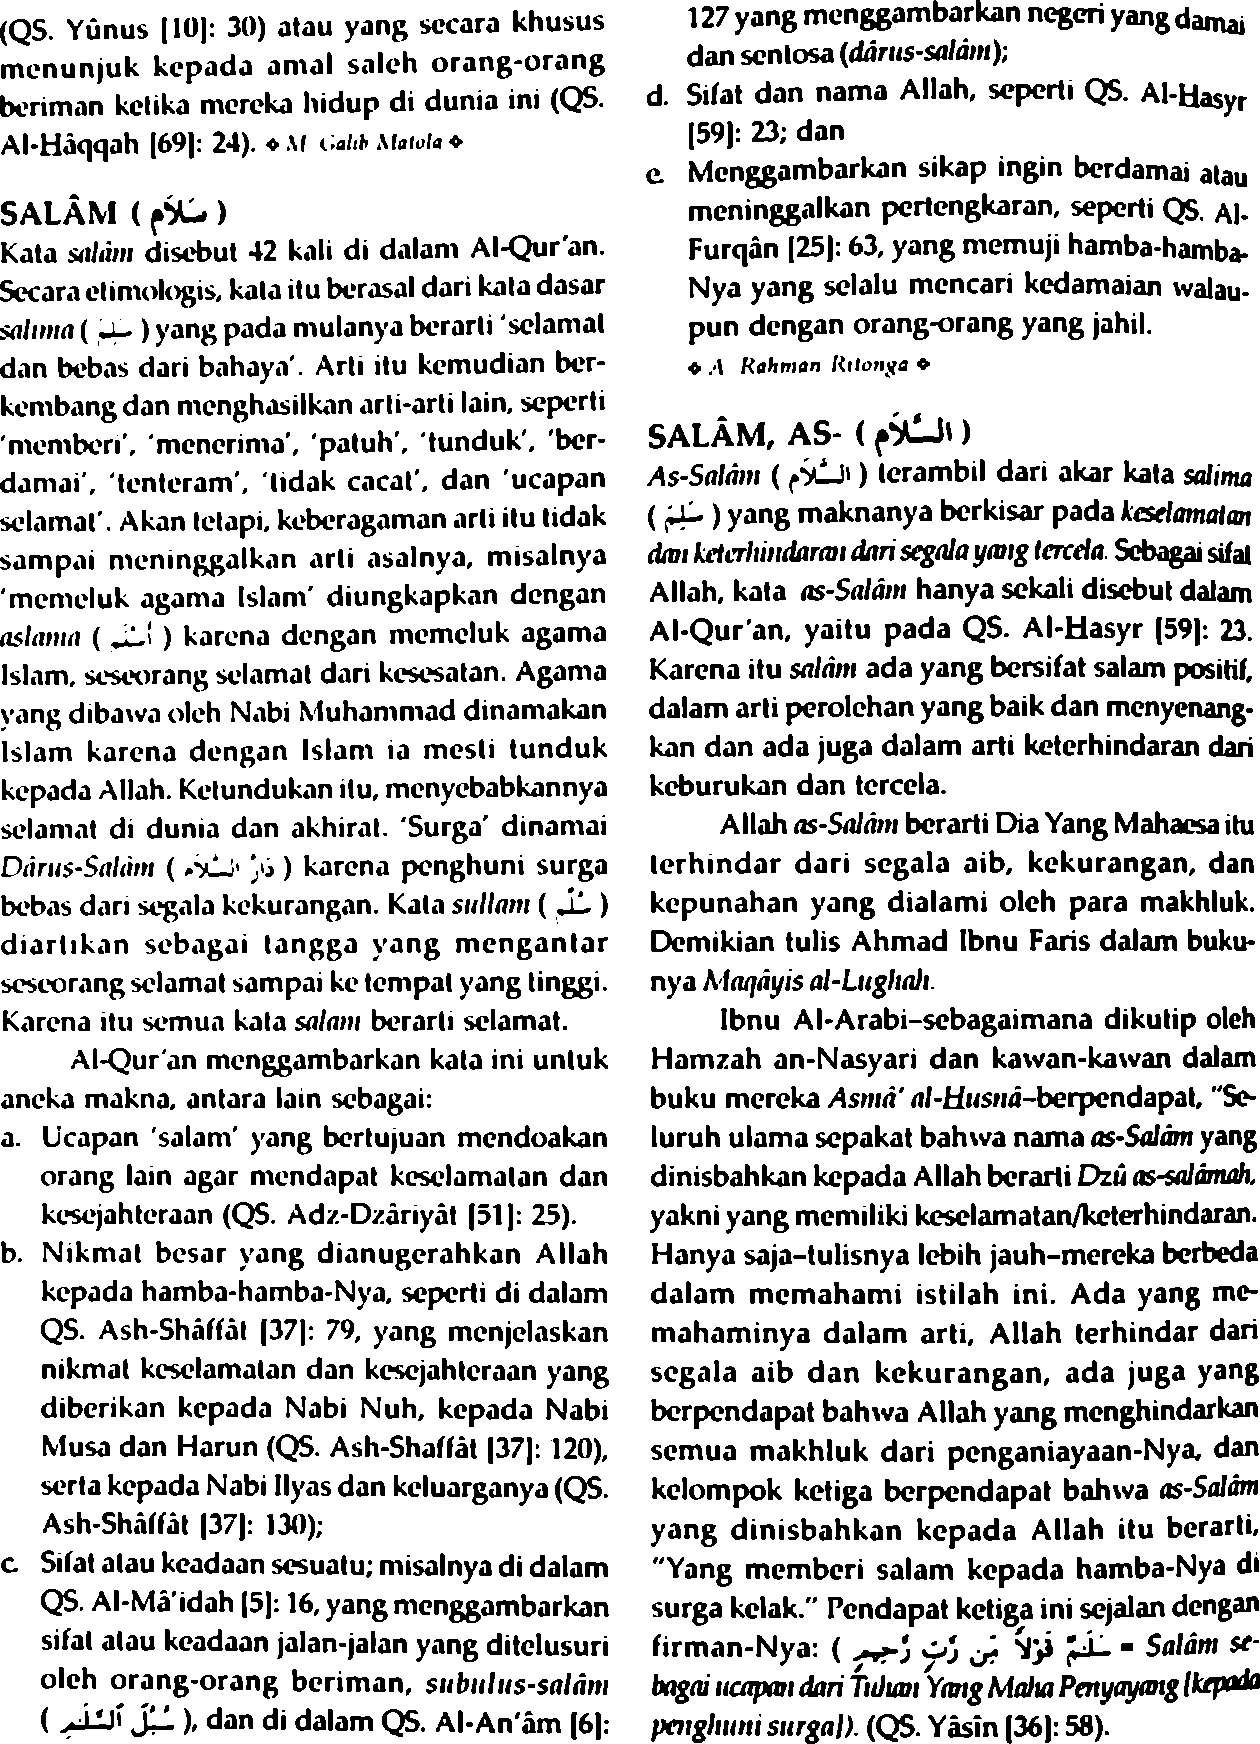 (QS. Yûnus [10]: 30) atau yang secara khusus
menunjuk kepada amal saleh orang-orang
beriman ketika mereka hidup di dunia ini (QS.
Al-Hâqqah [69]: 24). ❖ M. Galib Matola ❖
SALÂM ( سَلَام )
Kata salâm disebut 42 kali di dalam Al-Qur'an.
Secara etimologis, kata itu berasal dari kata dasar
salima ( سَلِمَ ) yang pada mulanya berarti 'selamat
dan bebas dari bahaya'. Arti itu kemudian ber-
kembang dan menghasilkan arti-arti lain, seperti
'memberi', 'menerima', 'patuh', 'tunduk', 'ber-
damai', 'tenteram', 'tidak cacat', dan 'ucapan
selamat'. Akan tetapi, keberagaman arti itu tidak
sampai meninggalkan arti asalnya, misalnya
'memeluk agama Islam' diungkapkan dengan
aslama ( أَسْلَمَ ) karena dengan memeluk agama
Islam, seseorang selamat dari kesesatan. Agama
yang dibawa oleh Nabi Muhammad dinamakan
Islam karena dengan Islam ia mesti tunduk
kepada Allah. Ketundukan itu, menyebabkannya
selamat di dunia dan akhirat. 'Surga' dinamai
Dârus-Salâm ( دَارُ السَّلَام ) karena penghuni surga
bebas dari segala kekurangan. Kata sullam ( سُلَّم )
diartikan sebagai tangga yang mengantar
seseorang selamat sampai ke tempat yang tinggi.
Karena itu semua kata salam berarti selamat.
Al-Qur'an menggambarkan kata ini untuk
aneka makna, antara lain sebagai:
a. Ucapan 'salam' yang bertujuan mendoakan
orang lain agar mendapat keselamatan dan
kesejahteraan (QS. Adz-Dzâriyât [51]: 25).
b. Nikmat besar yang dianugerahkan Allah
kepada hamba-hamba-Nya, seperti di dalam
QS. Ash-Shâffât [37]: 79, yang menjelaskan
nikmat keselamatan dan kesejahteraan yang
diberikan kepada Nabi Nuh, kepada Nabi
Musa dan Harun (QS. Ash-Shaffât [37]: 120),
serta kepada Nabi Ilyas dan keluarganya (QS.
Ash-Shâffât [37]: 130);
c. Sifat atau keadaan sesuatu; misalnya di dalam
QS. Al-Mâ'idah [5]: 16, yang menggambarkan
sifat atau keadaan jalan-jalan yang ditelusuri
oleh orang-orang beriman, subulus-salâm
( سُبُلَ ٱلسَّلَٰمِ ), dan di dalam QS. Al-An'âm [6]:
127 yang menggambarkan negeri yang damai
dan sentosa (dârus-salâm);
d. Sifat dan nama Allah, seperti QS. Al-Hasyr
[59]: 23; dan
e. Menggambarkan sikap ingin berdamai atau
meninggalkan pertengkaran, seperti QS. Al-
Furqân [25]: 63, yang memuji hamba-hamba-
Nya yang selalu mencari kedamaian walau-
pun dengan orang-orang yang jahil.
❖ A. Rahman Ritonga ❖
SALÂM, AS- ( السَّلَام )
As-Salâm ( السَّلَام ) terambil dari akar kata salima
( سَلِمَ ) yang maknanya berkisar pada keselamatan
dan keterhindaran dari segala yang tercela. Sebagai sifat
Allah, kata as-Salâm hanya sekali disebut dalam
Al-Qur'an, yaitu pada QS. Al-Hasyr [59]: 23.
Karena itu salâm ada yang bersifat salam positif,
dalam arti perolehan yang baik dan menyenang-
kan dan ada juga dalam arti keterhindaran dari
keburukan dan tercela.
Allah as-Salâm berarti Dia Yang Mahaesa itu
terhindar dari segala aib, kekurangan, dan
kepunahan yang dialami oleh para makhluk.
Demikian tulis Ahmad Ibnu Faris dalam buku-
nya Maqâyis al-Lughah.
Ibnu Al-Arabi–sebagaimana dikutip oleh
Hamzah an-Nasyari dan kawan-kawan dalam
buku mereka Asmâ' al-Husnâ–berpendapat, "Se-
luruh ulama sepakat bahwa nama as-Salâm yang
dinisbahkan kepada Allah berarti Dzû as-salâmah,
yakni yang memiliki keselamatan/keterhindaran.
Hanya saja–tulisnya lebih jauh–mereka berbeda
dalam memahami istilah ini. Ada yang me-
mahaminya dalam arti, Allah terhindar dari
segala aib dan kekurangan, ada juga yang
berpendapat bahwa Allah yang menghindarkan
semua makhluk dari penganiayaan-Nya, dan
kelompok ketiga berpendapat bahwa as-Salâm
yang dinisbahkan kepada Allah itu berarti,
"Yang memberi salam kepada hamba-Nya di
surga kelak." Pendapat ketiga ini sejalan dengan
firman-Nya: ( سَلَٰمٌ قَوْلًا مِّن رَّبٍّ رَّحِيمٍ = Salâm se-
bagai ucapan dari Tuhan Yang Maha Penyayang [kepada
penghuni surga]). (QS. Yâsîn [36]: 58).